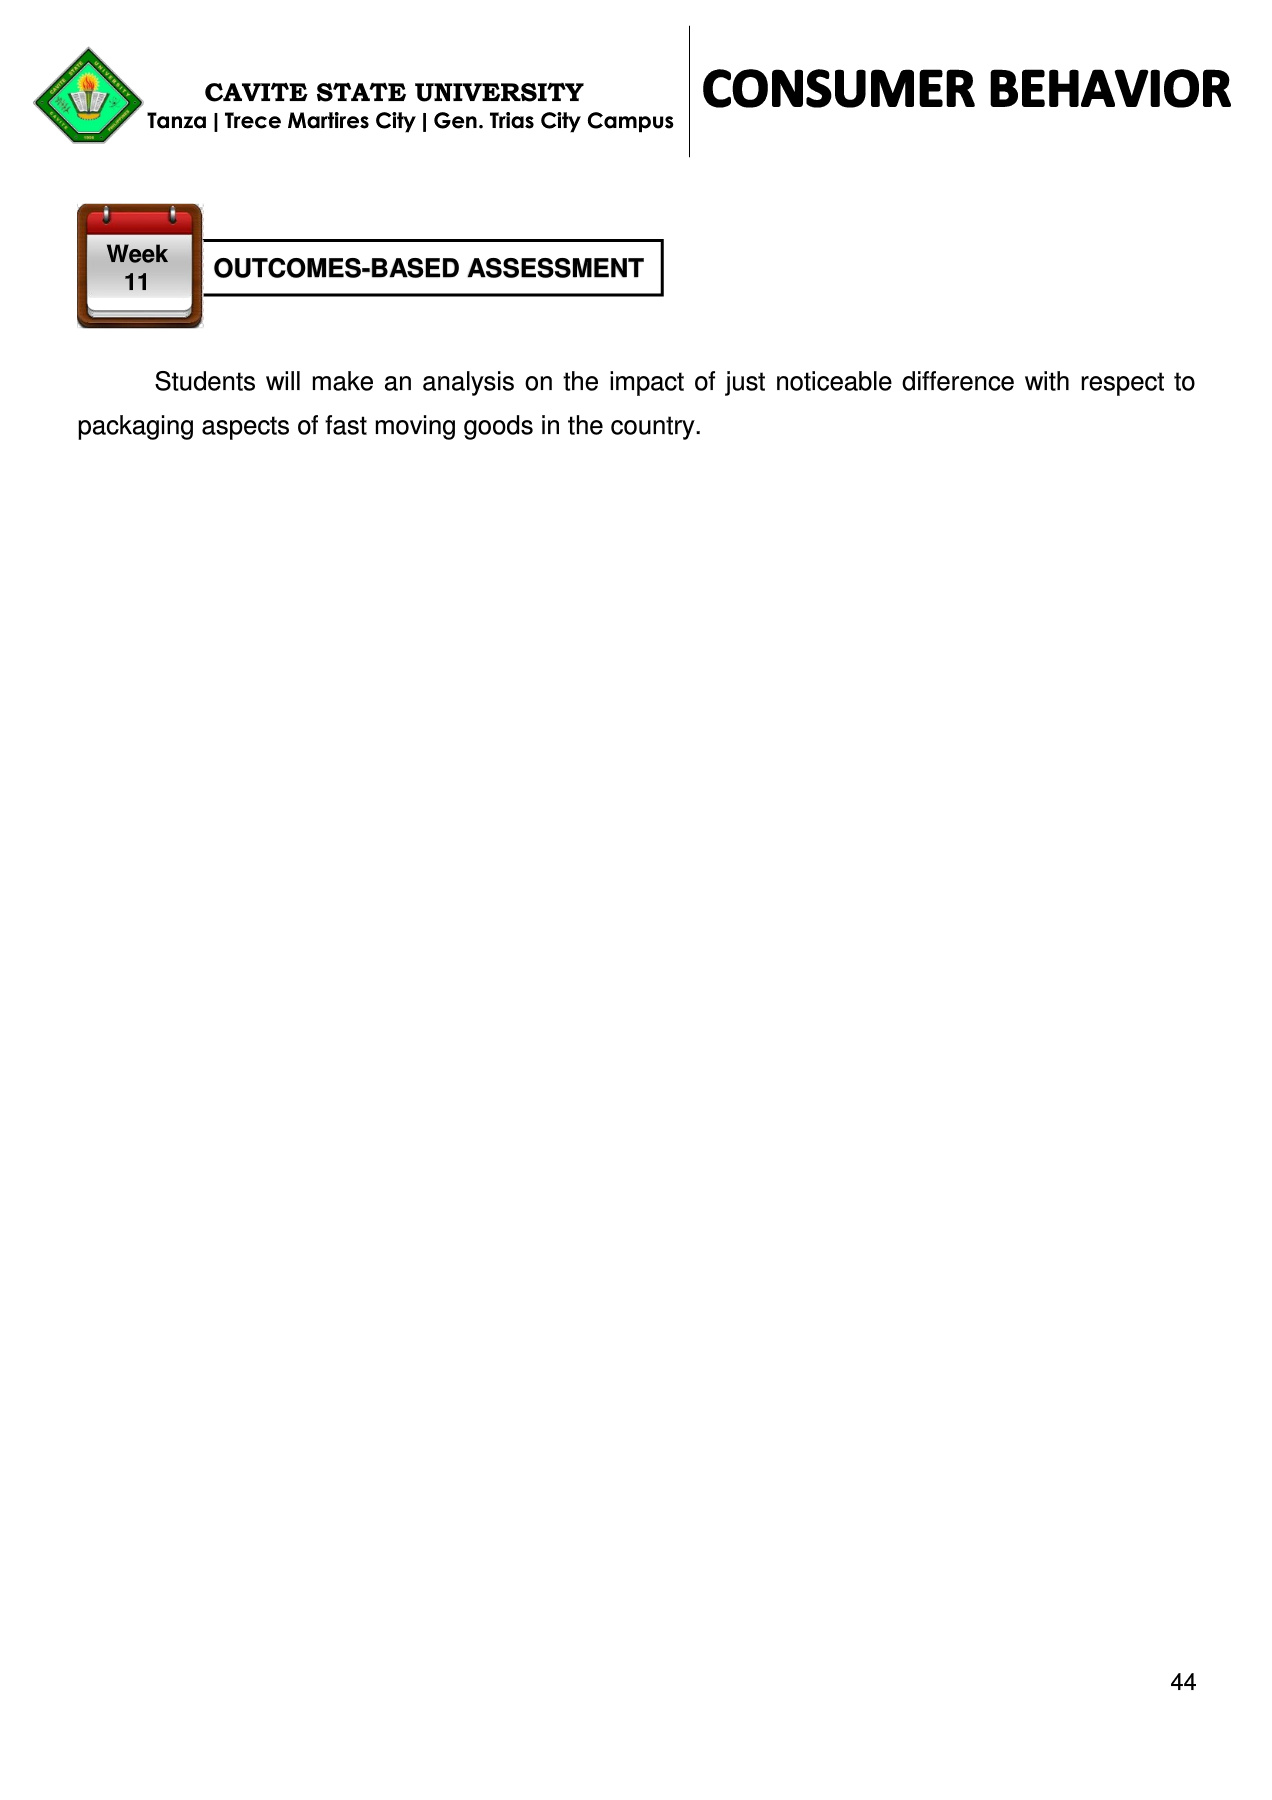 CAVITE STATE UNIVERSITY
Tanza | Trece Martires City | Gen. Trias City Campus
CONSUMER BEHAVIOR
Week
11
OUTCOMES-BASED ASSESSMENT
Students will make an analysis on the impact of just noticeable difference with respect to
packaging aspects of fast moving goods in the country.
44